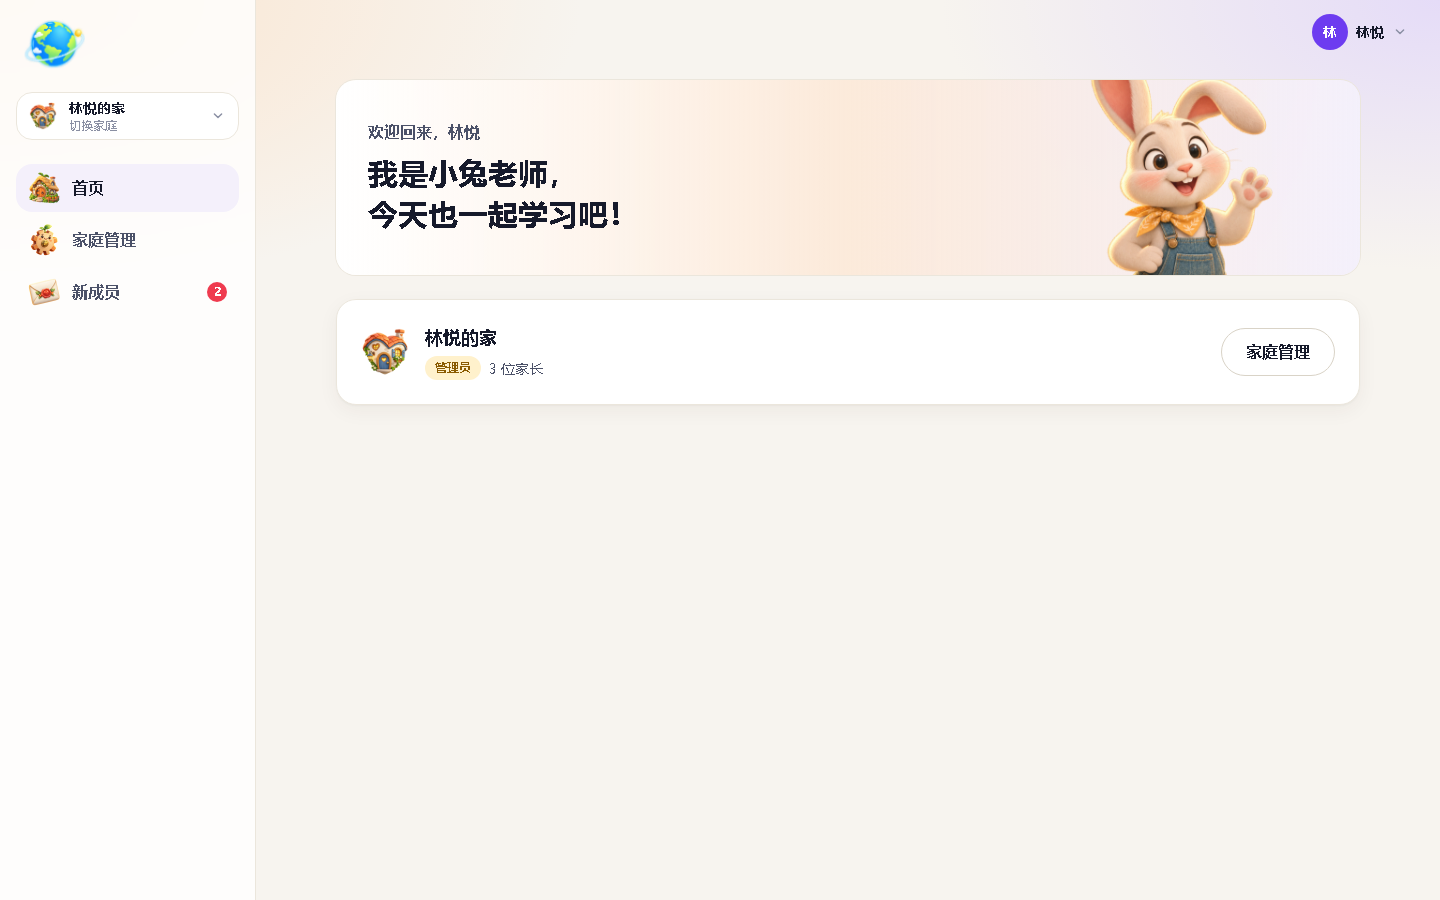 林悦的家
切换家庭
首页
家庭管理
新成员
2
林
林悦
欢迎回来，林悦
我是小兔老师，
今天也一起学习吧！
林悦的家
管理员
3 位家长
家庭管理